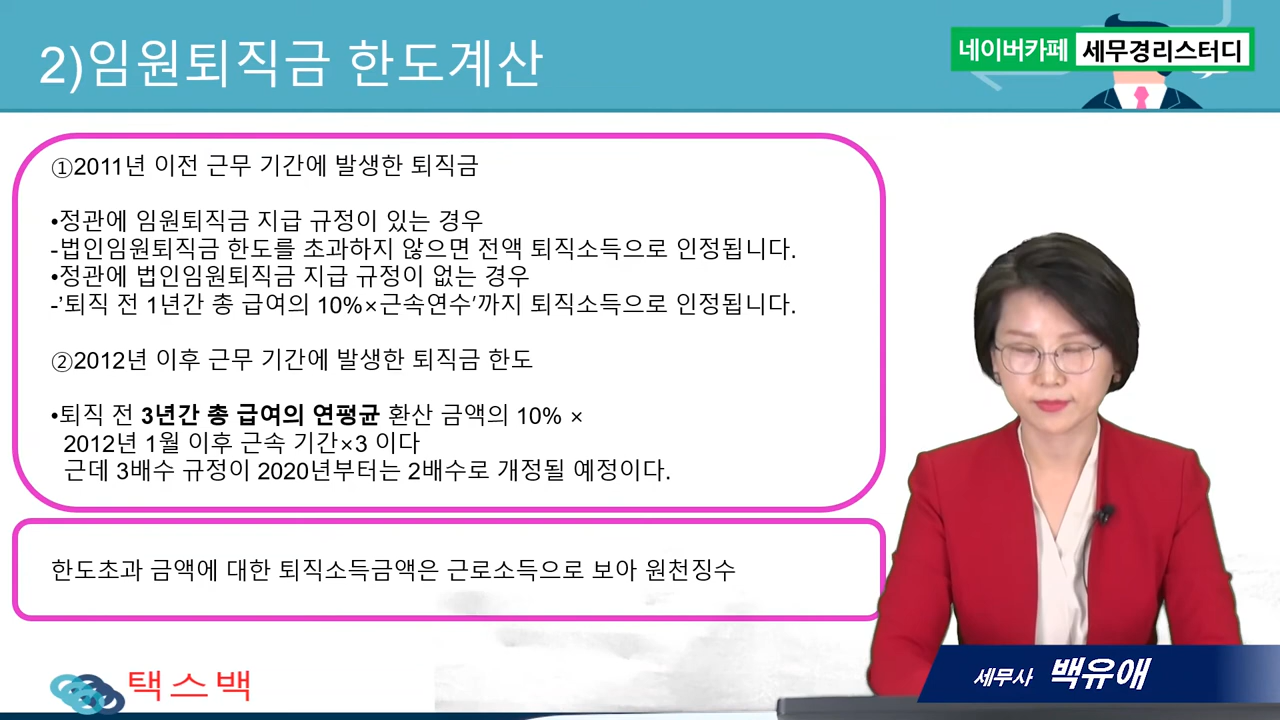 2)임원퇴직금 한도계산
네이버카페 세무경리스터디
①2011년 이전 근무 기간에 발생한 퇴직금
•정관에 임원퇴직금 지급 규정이 있는 경우
-법인임원퇴직금 한도를 초과하지 않으면 전액 퇴직소득으로 인정됩니다.
•정관에 법인임원퇴직금 지급 규정이 없는 경우
-’퇴직 전 1년간 총 급여의 10%×근속연수’까지 퇴직소득으로 인정됩니다.
②2012년 이후 근무 기간에 발생한 퇴직금 한도
•퇴직 전 3년간 총 급여의 연평균 환산 금액의 10% ×
2012년 1월 이후 근속 기간×3 이다
근데 3배수 규정이 2020년부터는 2배수로 개정될 예정이다.
한도초과 금액에 대한 퇴직소득금액은 근로소득으로 보아 원천징수
택스백
세무사 백유애